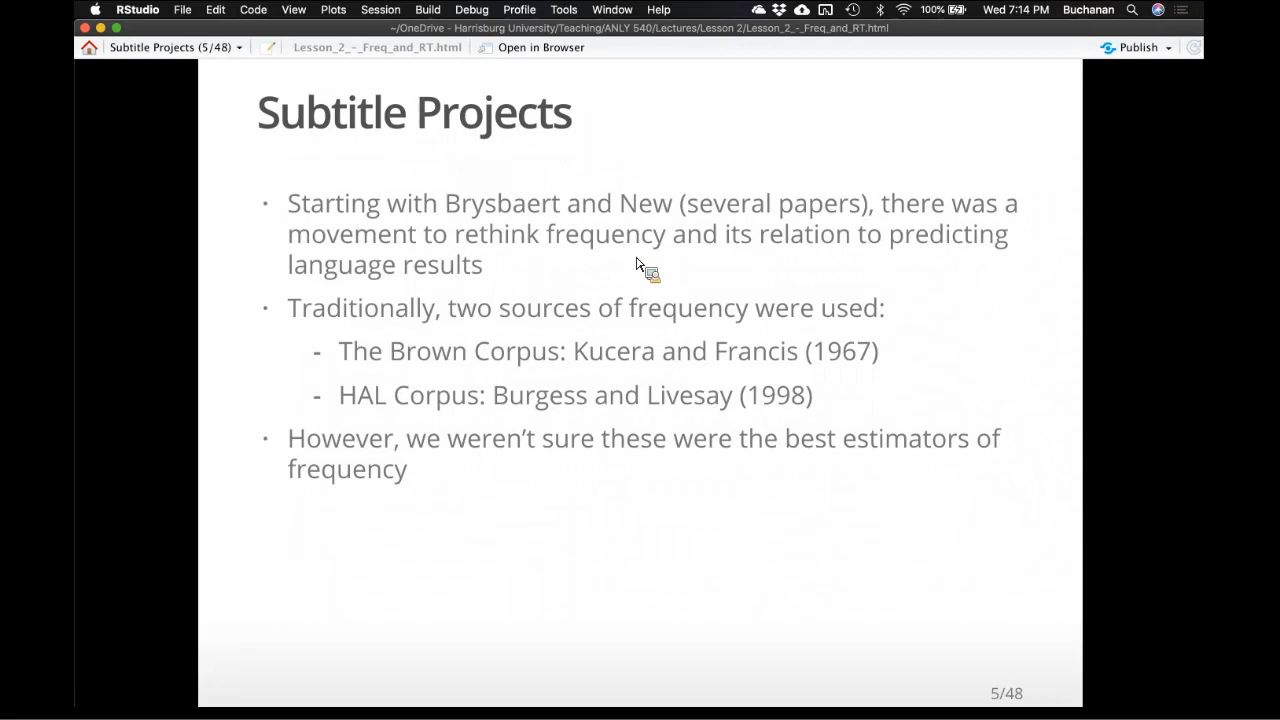 RStudio File Edit Code View Plots Session Build Debug Profile Tools Window Help 100% Wed 7:14 PM Buchanan
~/OneDrive - Harrisburg University/Teaching/ANLY 540/Lectures/Lesson 2/Lesson_2_-_Freq_and_RT.html
Subtitle Projects (5/48) Lesson_2_-_Freq_and_RT.html Open in Browser Publish
Subtitle Projects
· Starting with Brysbaert and New (several papers), there was a
movement to rethink frequency and its relation to predicting
language results
· Traditionally, two sources of frequency were used:
- The Brown Corpus: Kucera and Francis (1967)
- HAL Corpus: Burgess and Livesay (1998)
· However, we weren't sure these were the best estimators of
frequency
5/48